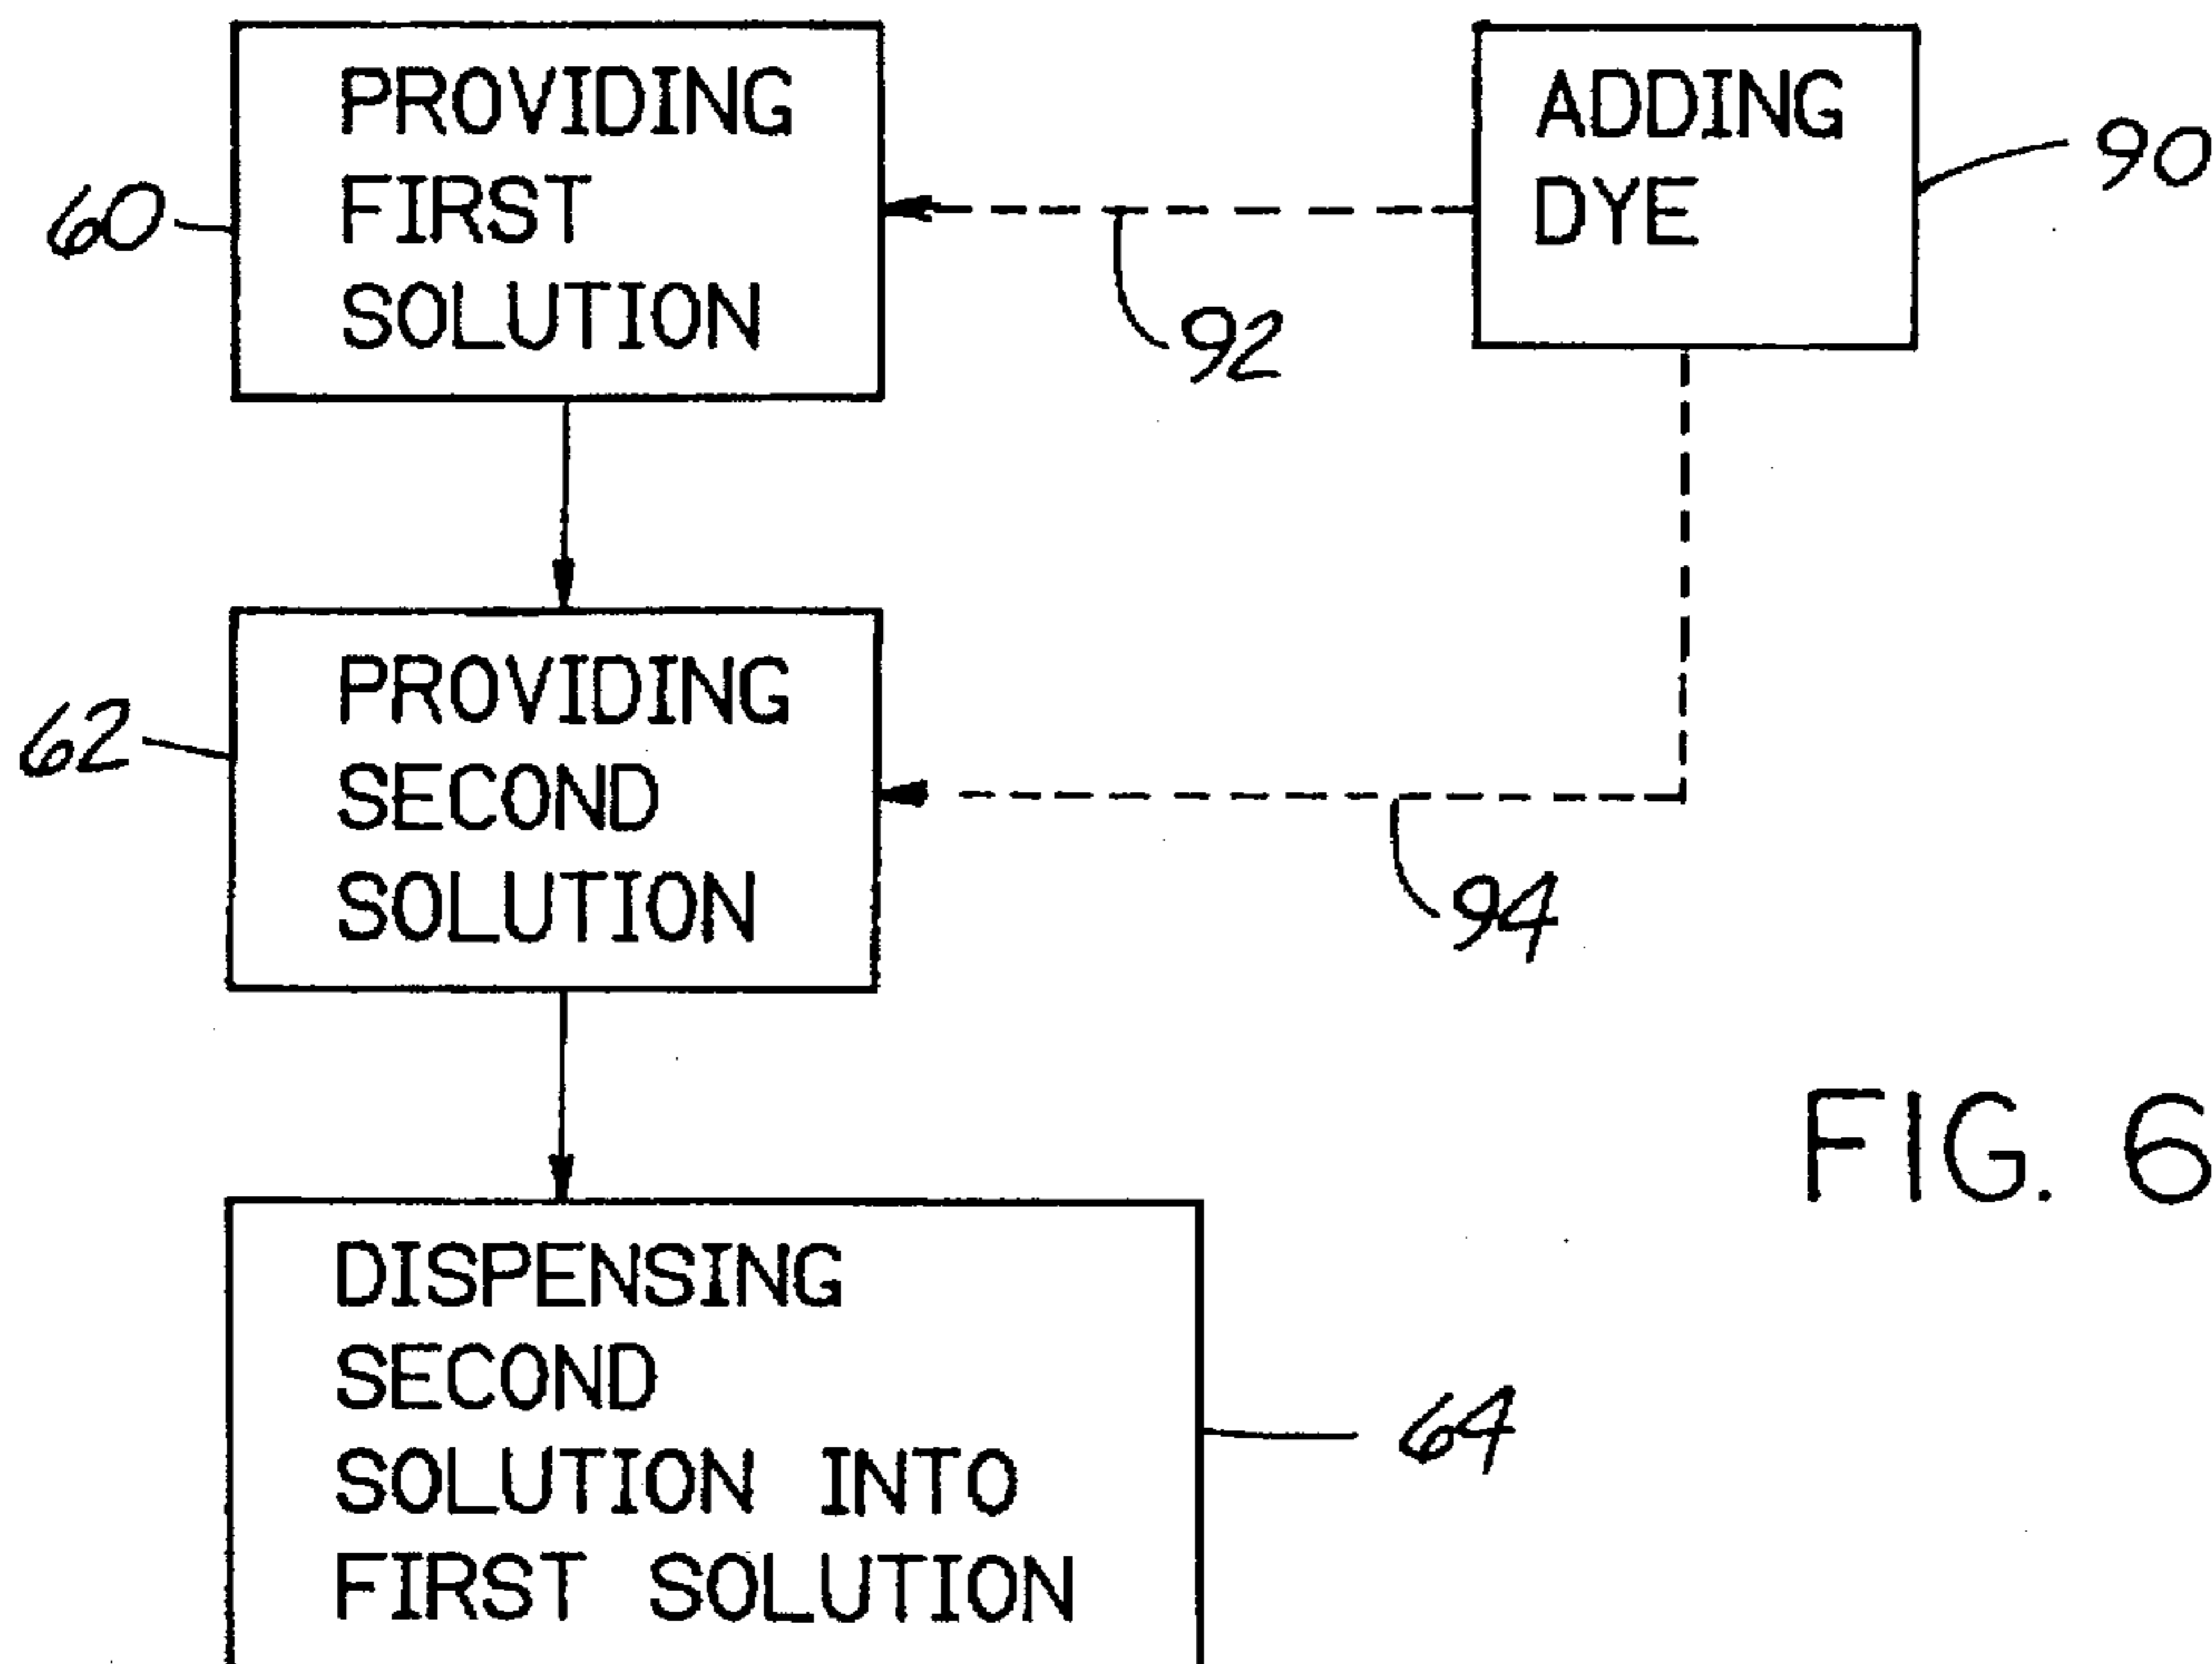 PROVIDING
FIRST
SOLUTION
60
ADDING
DYE
90
92
PROVIDING
SECOND
SOLUTION
62
94
FIG. 6
DISPENSING
SECOND
SOLUTION INTO
FIRST SOLUTION
64